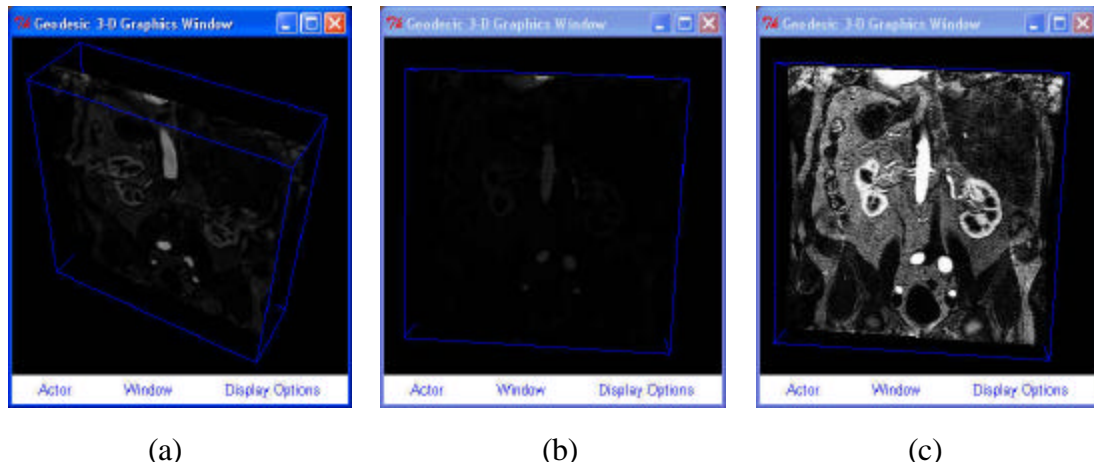 Geodesic 3-D Graphics Window
Geodesic 3-D Graphics Window
Geodesic 3-D Graphics Window
Actor Window Display Options
Actor Window Display Options
Actor Window Display Options
(a) (b) (c)